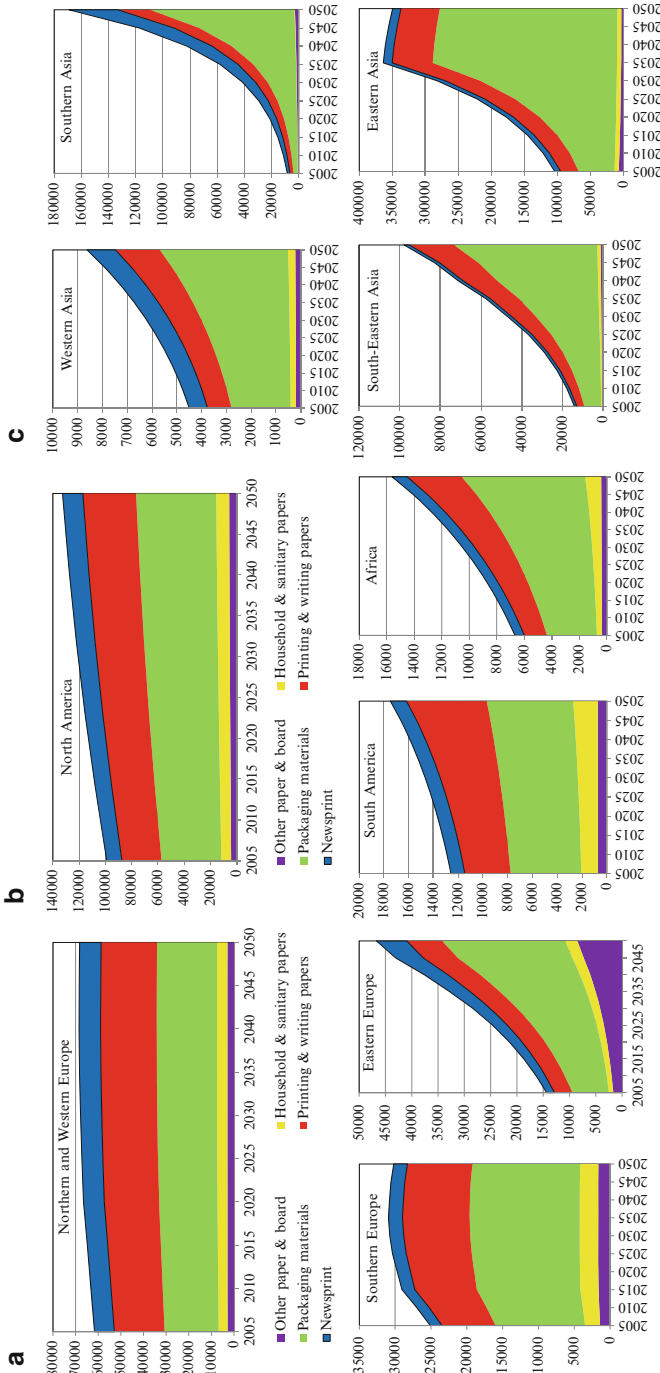 a
Northern and Western Europe
80000
70000
60000
50000
40000
30000
20000
10000
0
2005 2010 2015 2020 2025 2030 2035 2040 2045 2050
Other paper & board
Household & sanitary papers
Packaging materials
Printing & writing papers
Newsprint
Southern Europe
35000
30000
25000
20000
15000
10000
5000
0
2005 2010 2015 2020 2025 2030 2035 2040 2045 2050
Eastern Europe
45000
50000
40000
35000
30000
25000
20000
15000
10000
5000
0
2005 2015 2025 2035 2045
b
North America
140000
120000
100000
80000
60000
40000
20000
0
2005 2010 2015 2020 2025 2030 2035 2040 2045 2050
Other paper & board
Household & sanitary papers
Packaging materials
Printing & writing papers
Newsprint
South America
20000
18000
16000
14000
12000
10000
8000
6000
4000
2000
0
2005 2010 2015 2020 2025 2030 2035 2040 2045 2050
Africa
18000
16000
14000
12000
10000
8000
6000
4000
2000
0
2005 2010 2015 2020 2025 2030 2035 2040 2045 2050
c
Western Asia
10000
9000
8000
7000
6000
5000
4000
3000
2000
1000
0
2005 2010 2015 2020 2025 2030 2035 2040 2045 2050
Southern Asia
180000
160000
140000
120000
100000
80000
60000
40000
20000
0
2005 2010 2015 2020 2025 2030 2035 2040 2045 2050
South-Eastern Asia
120000
100000
80000
60000
40000
20000
0
2005 2010 2015 2020 2025 2030 2035 2040 2045 2050
Eastern Asia
400000
350000
300000
250000
200000
150000
100000
50000
0
2005 2010 2015 2020 2025 2030 2035 2040 2045 2050